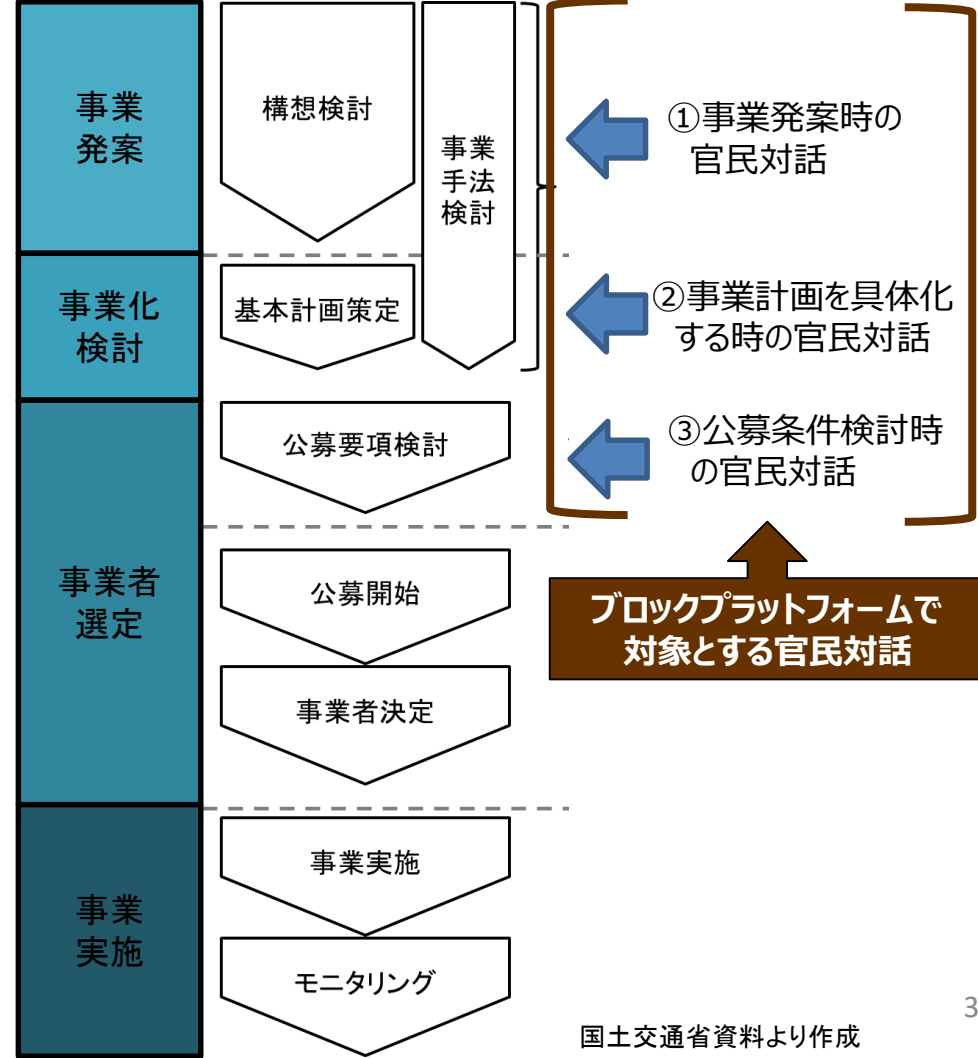 事業
発案
構想検討
事業
手法
検討
①事業発案時の
官民対話
事業化
検討
基本計画策定
②事業計画を具体化
する時の官民対話
事業者
選定
公募要項検討
③公募条件検討時
の官民対話
公募開始
事業者決定
ブロックプラットフォームで
対象とする官民対話
事業
実施
事業実施
モニタリング
国土交通省資料より作成
3